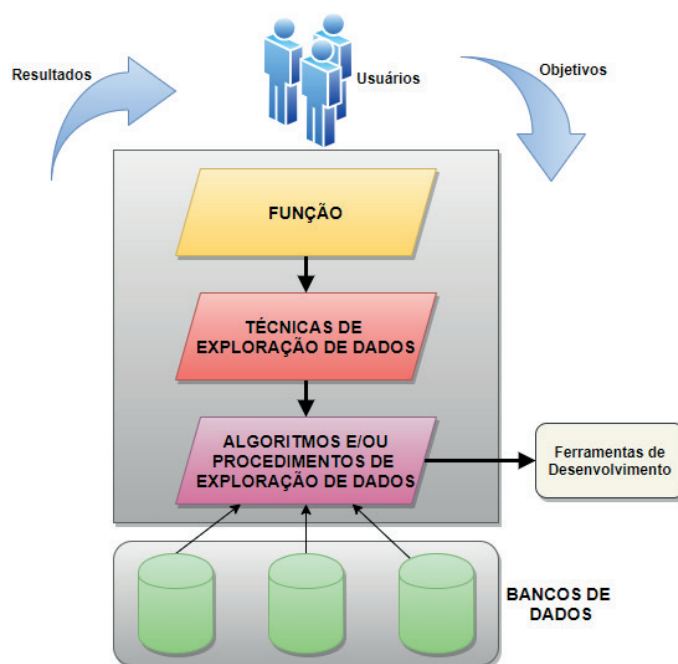 Resultados
Usuários
Objetivos
FUNÇÃO
TÉCNICAS DE
EXPLORAÇÃO DE DADOS
ALGORITMOS E/OU
PROCEDIMENTOS DE
EXPLORAÇÃO DE DADOS
Ferramentas de
Desenvolvimento
BANCOS DE
DADOS